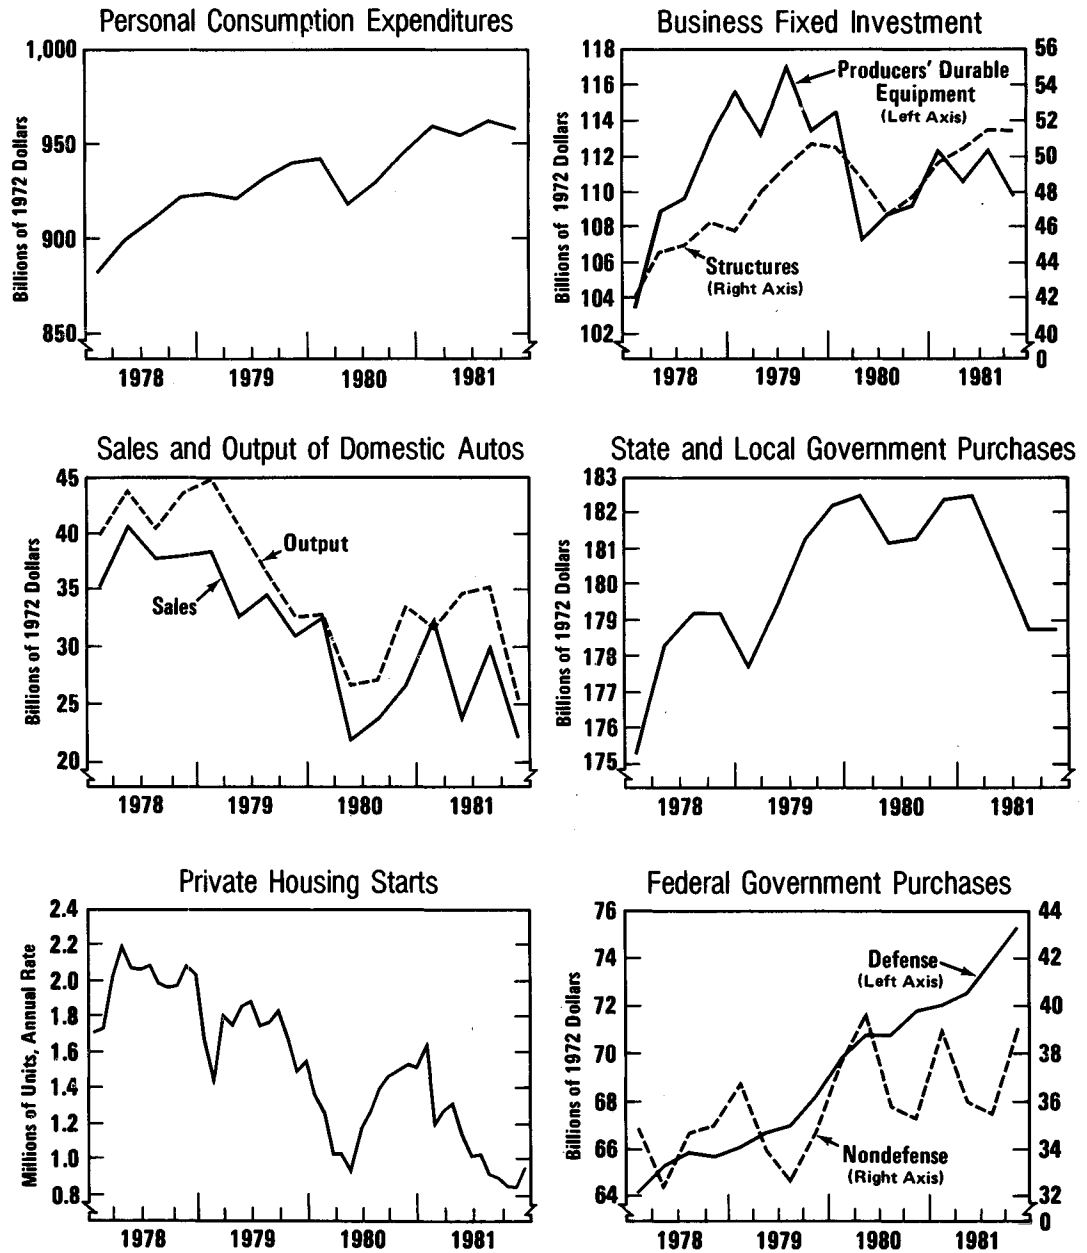 Personal Consumption Expenditures
Billions of 1972 Dollars
1,000
950
900
850
1978 1979 1980 1981
Business Fixed Investment
Billions of 1972 Dollars
118
116
114
112
110
108
106
104
102
56
54
52
50
48
46
44
42
40
0
Producers' Durable
Equipment
(Left Axis)
Structures
(Right Axis)
1978 1979 1980 1981
Sales and Output of Domestic Autos
Billions of 1972 Dollars
45
40
35
30
25
20
Output
Sales
1978 1979 1980 1981
State and Local Government Purchases
Billions of 1972 Dollars
183
182
181
180
179
178
177
176
175
1978 1979 1980 1981
Private Housing Starts
Millions of Units, Annual Rate
2.4
2.2
2.0
1.8
1.6
1.4
1.2
1.0
0.8
1978 1979 1980 1981
Federal Government Purchases
Billions of 1972 Dollars
76
74
72
70
68
66
64
44
42
40
38
36
34
32
0
Defense
(Left Axis)
Nondefense
(Right Axis)
1978 1979 1980 1981